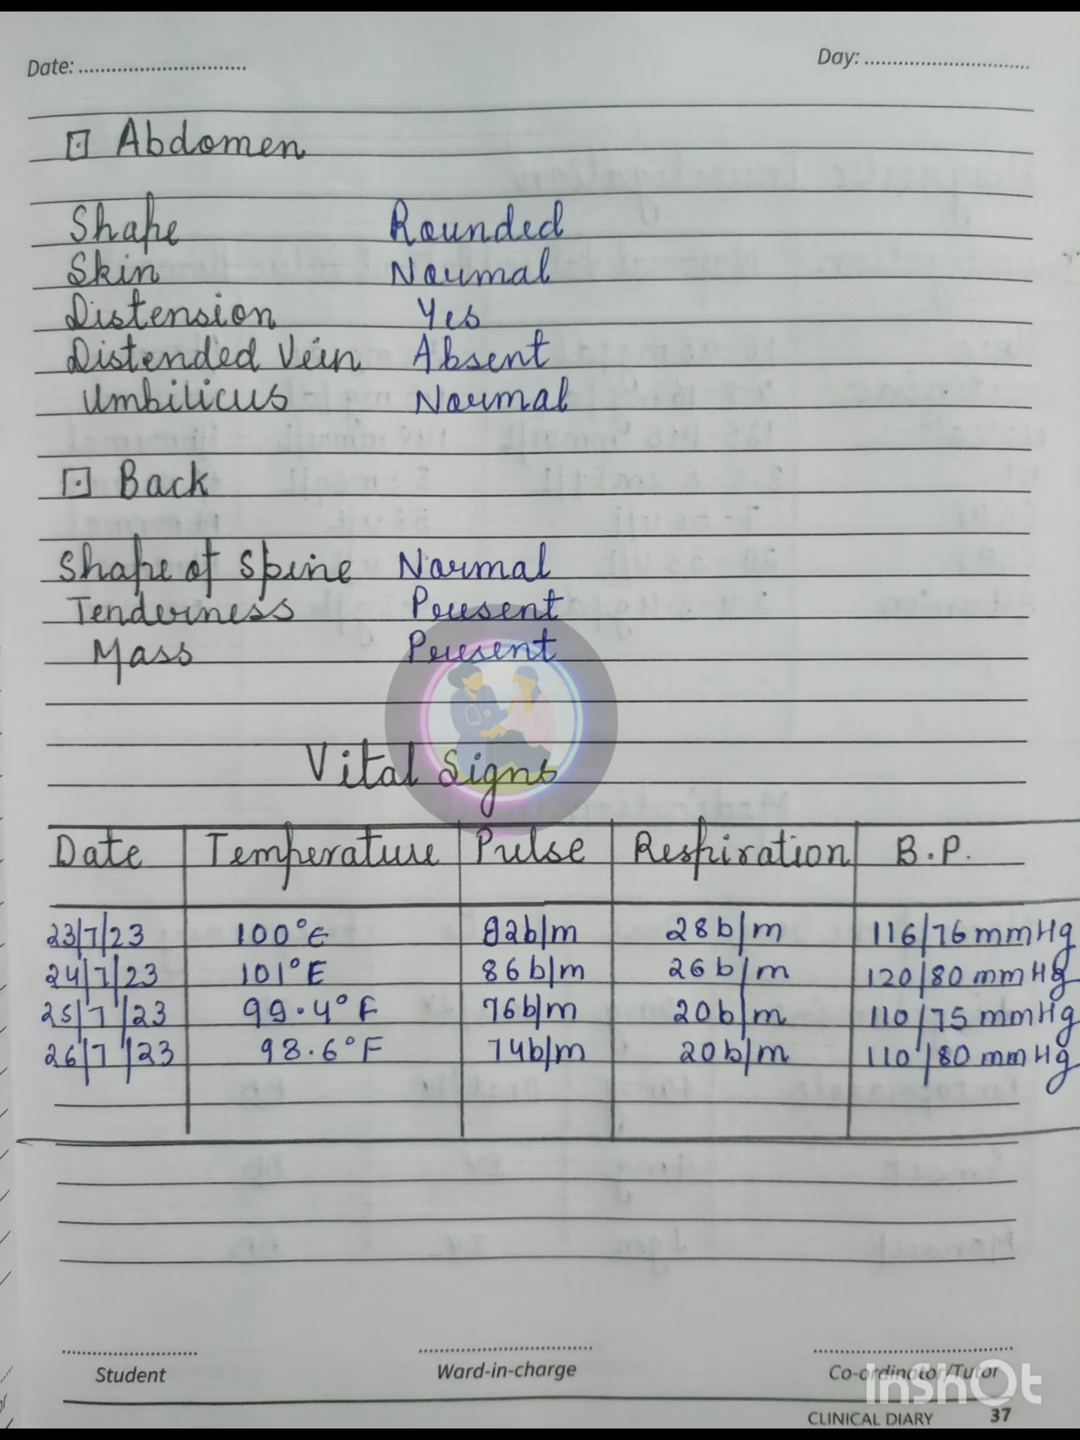 Date: ..............................
Day: ..............................
⊡ Abdomen
Shape Rounded
Skin Normal
Distension Yes
Distended Vein Absent
Umbilicus Normal
⊡ Back
Shape of Spine Normal
Tenderness Present
Mass Present
Vital Signs
Date Temperature Pulse Respiration B.P.
23/7/23 100°F 82b/m 28b/m 116/76 mmHg
24/7/23 101°F 86b/m 26b/m 120/80 mmHg
25/7/23 99.4°F 76b/m 20b/m 110/75 mmHg
26/7/23 98.6°F 74b/m 20b/m 110/80 mmHg
Student Ward-in-charge Co-ordinator/Tutor
InShOt
CLINICAL DIARY 37